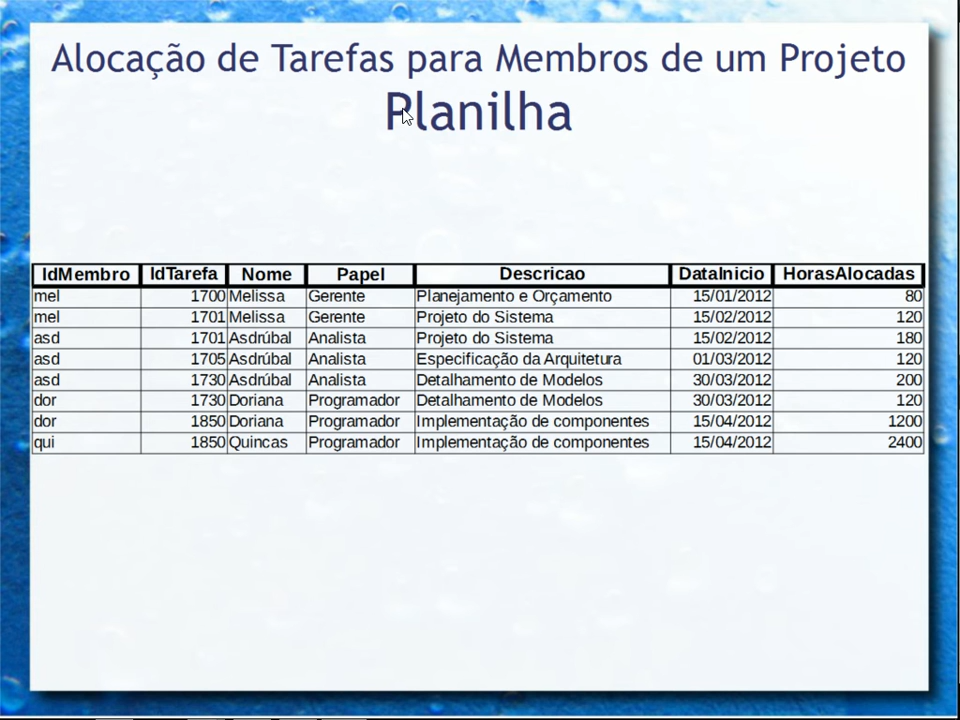 Alocação de Tarefas para Membros de um Projeto
Planilha
IdMembro IdTarefa Nome Papel Descricao DataInicio HorasAlocadas
mel 1700 Melissa Gerente Planejamento e Orçamento 15/01/2012 80
mel 1701 Melissa Gerente Projeto do Sistema 15/02/2012 120
asd 1701 Asdrúbal Analista Projeto do Sistema 15/02/2012 180
asd 1705 Asdrúbal Analista Especificação da Arquitetura 01/03/2012 120
asd 1730 Asdrúbal Analista Detalhamento de Modelos 30/03/2012 200
dor 1730 Doriana Programador Detalhamento de Modelos 30/03/2012 120
dor 1850 Doriana Programador Implementação de componentes 15/04/2012 1200
qui 1850 Quincas Programador Implementação de componentes 15/04/2012 2400